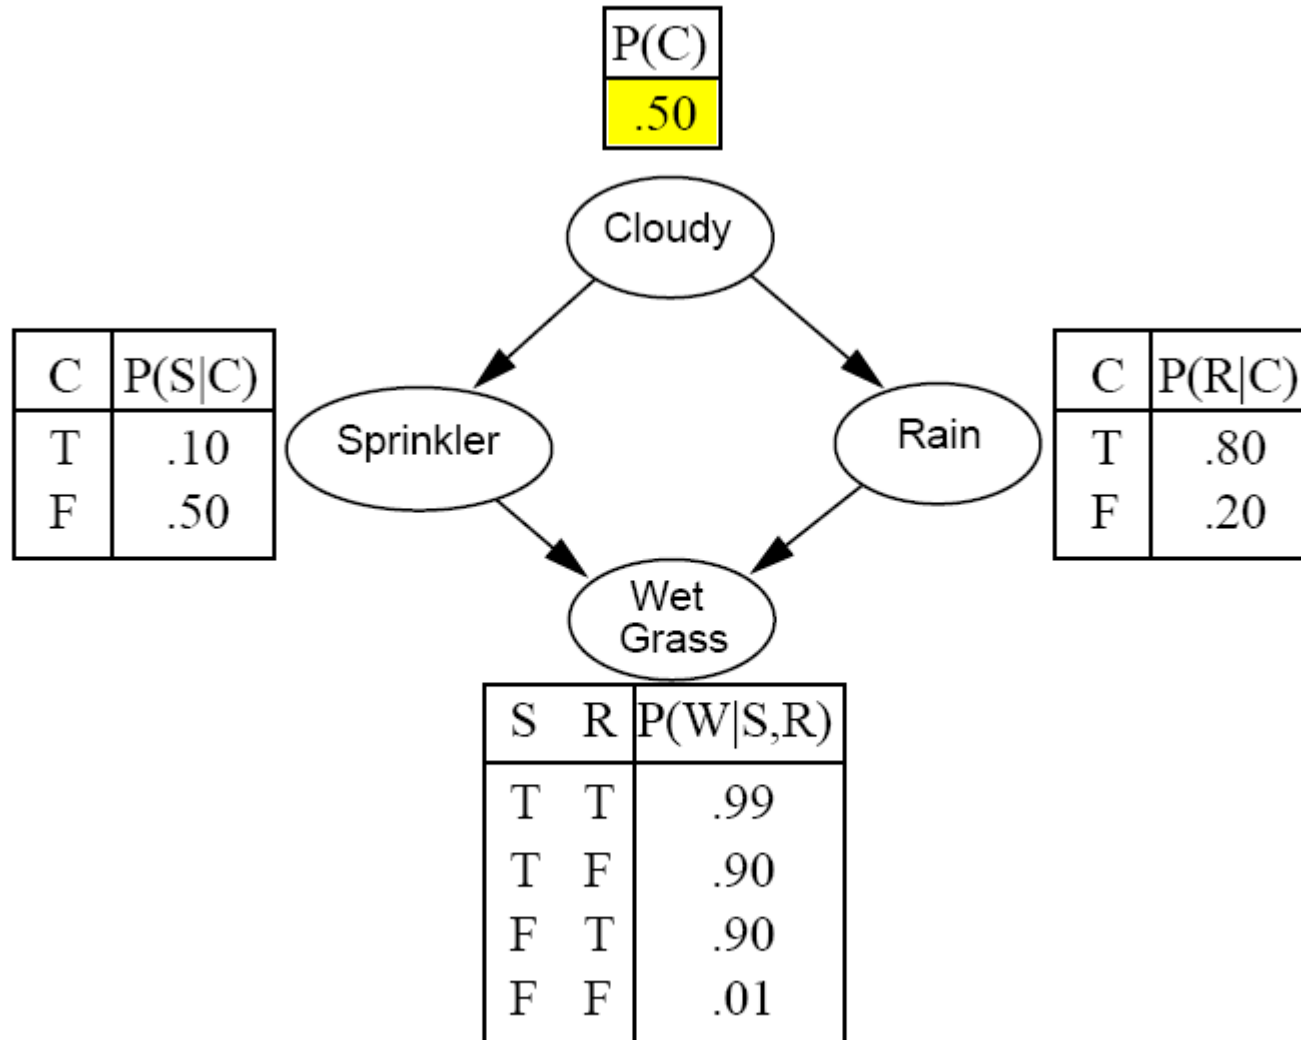 P(C)
.50
Cloudy
C P(S|C)
T .10
F .50
Sprinkler
Rain
C P(R|C)
T .80
F .20
Wet
Grass
S R P(W|S,R)
T T .99
T F .90
F T .90
F F .01